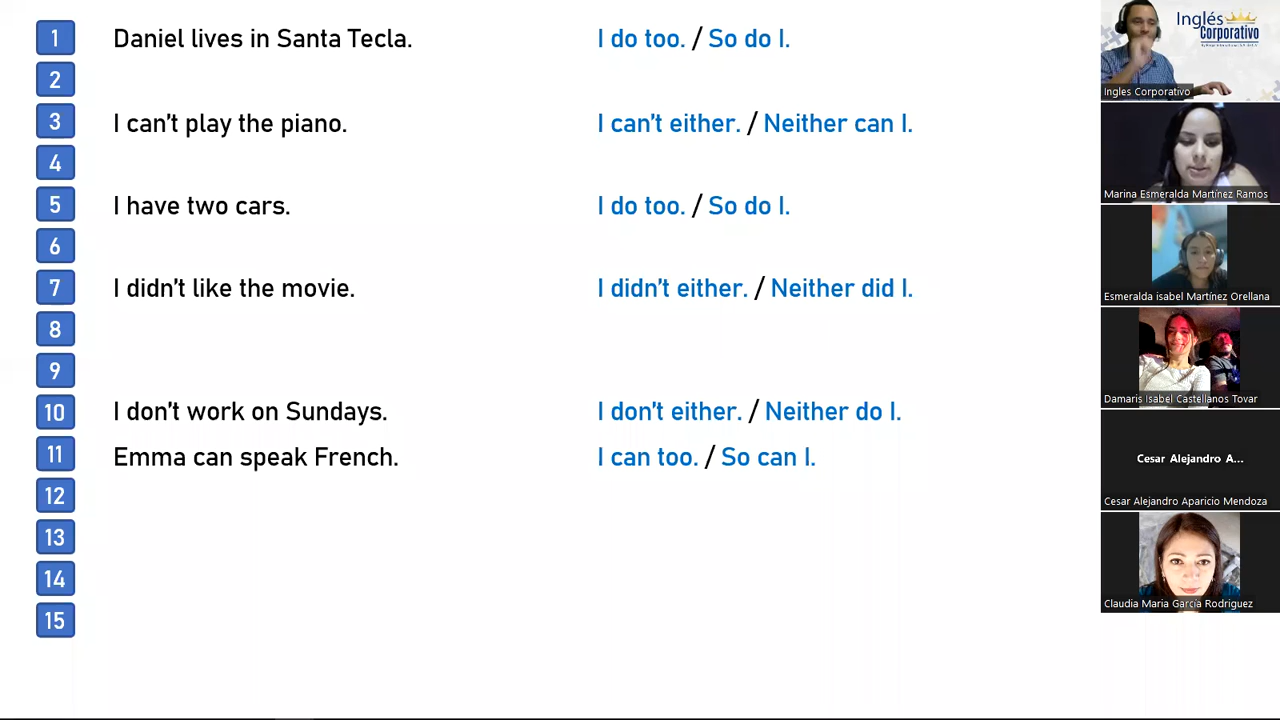 1 Daniel lives in Santa Tecla. I do too. / So do I.
2
3 I can't play the piano. I can't either. / Neither can I.
4
5 I have two cars. I do too. / So do I.
6
7 I didn't like the movie. I didn't either. / Neither did I.
8
9
10 I don't work on Sundays. I don't either. / Neither do I.
11 Emma can speak French. I can too. / So can I.
12
13
14
15
Inglés
Corporativo
Ingles Corporativo
Marina Esmeralda Martínez Ramos
Esmeralda isabel Martínez Orellana
Damaris Isabel Castellanos Tovar
Cesar Alejandro A...
Cesar Alejandro Aparicio Mendoza
Claudia Maria García Rodriguez